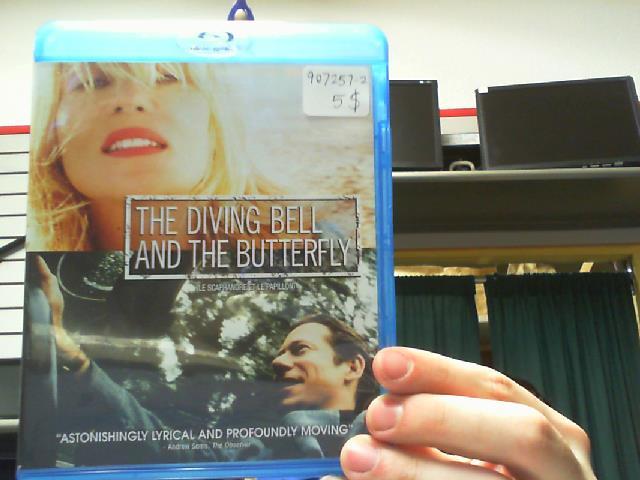 907257-2
5$
THE DIVING BELL
AND THE BUTTERFLY
(LE SCAPHANDRE ET LE PAPILLON)
"ASTONISHINGLY LYRICAL AND PROFOUNDLY MOVING"
- Andrew Sarris, The Observer